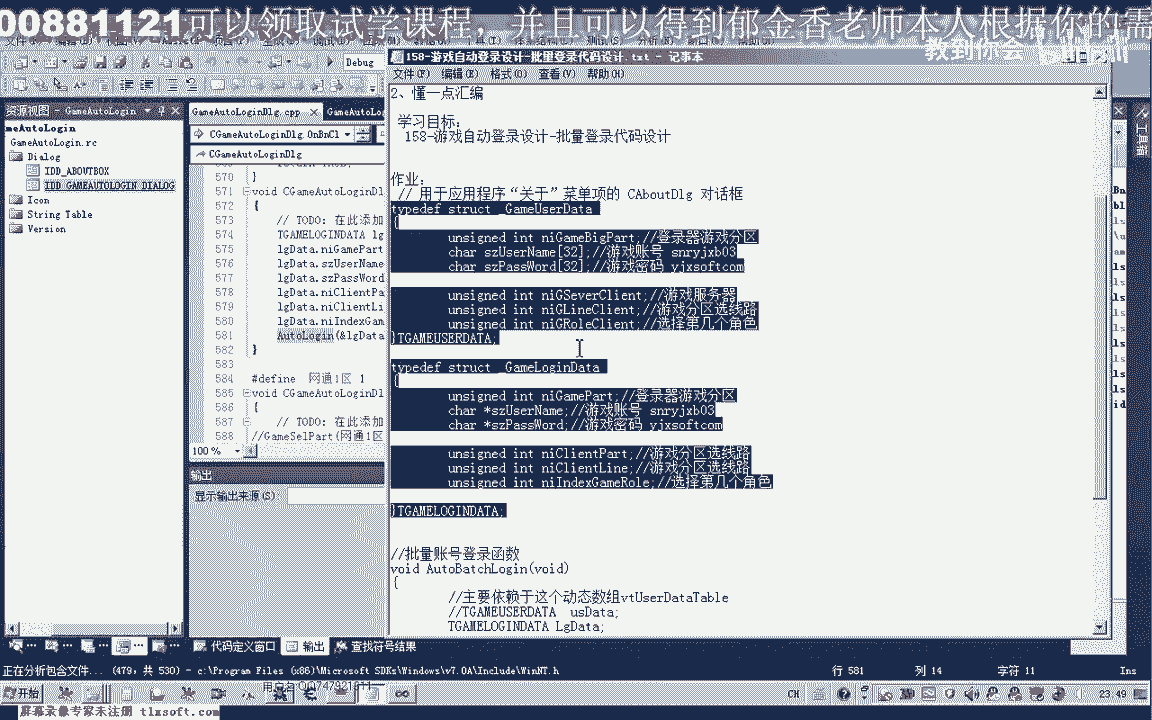 00881121可以领取试学课程，并且可以得到郁金香老师本人根据你的需
教到你会
Debug
158-游戏自动登录设计-批量登录代码设计.txt - 记事本
文件(F) 编辑(E) 格式(O) 查看(V) 帮助(H)
资源视图 - GameAutoLogin
meAutoLogin
GameAutoLogin.rc
Dialog
IDD_ABOUTBOX
IDD_GAMEAUTOLOGIN_DIALOG
Icon
String Table
Version
GameAutoLoginDlg.cpp
GameAutoL
CGameAutoLoginDlg.OnBnCl
CGameAutoLoginDlg
570 }
571 void CGameAutoLoginDl
572 {
573 // TODO: 在此添加
574 TGAMELOGINDATA lg
575 lgData.niGamePart
576 lgData.szUserName
577 lgData.szPassWord
578 lgData.niClientPa
579 lgData.niClientLi
580 lgData.niIndexGam
581 AutoLogin(&lgData
582 }
583
584 #define 网通1区 1
585 void CGameAutoLoginDl
586 {
587 // TODO: 在此添加
588 //GameSelPart(网通1区
100 %
输出
显示输出来源(S):
2、懂一点汇编
学习目标：
158-游戏自动登录设计-批量登录代码设计
作业：
// 用于应用程序“关于”菜单项的 CAboutDlg 对话框
typedef struct _GameUserData
{
unsigned int niGameBigPart;//登录器游戏分区
char szUserName[32];//游戏账号 snryjxb03
char szPassWord[32];//游戏密码 yjxsoftcom
unsigned int niGSeverClient;//游戏服务器
unsigned int niGLineClient;//游戏分区选线路
unsigned int niGRoleClient;//选择第几个角色
}TGAMEUSERDATA;
typedef struct _GameLoginData
{
unsigned int niGamePart;//登录器游戏分区
char *szUserName;//游戏账号 snryjxb03
char *szPassWord;//游戏密码 yjxsoftcom
unsigned int niClientPart;//游戏分区选线路
unsigned int niClientLine;//游戏分区选线路
unsigned int niIndexGameRole;//选择第几个角色
}TGAMELOGINDATA;
//批量账号登录函数
void AutoBatchLogin(void)
{
//主要依赖于这个动态数组vtUserDataTable
//TGAMEUSERDATA usData;
TGAMELOGINDATA LgData;
工具箱
代码定义窗口 输出 查找符号结果
正在分析包含文件... (479, 共 530) - c:\Program Files (x86)\Microsoft SDKs\Windows\v7.0A\Include\WinNT.h
行 581 列 14 字符 11 Ins
开始
CH
23:49
屏幕录像专家未注册 tlxsoft.com